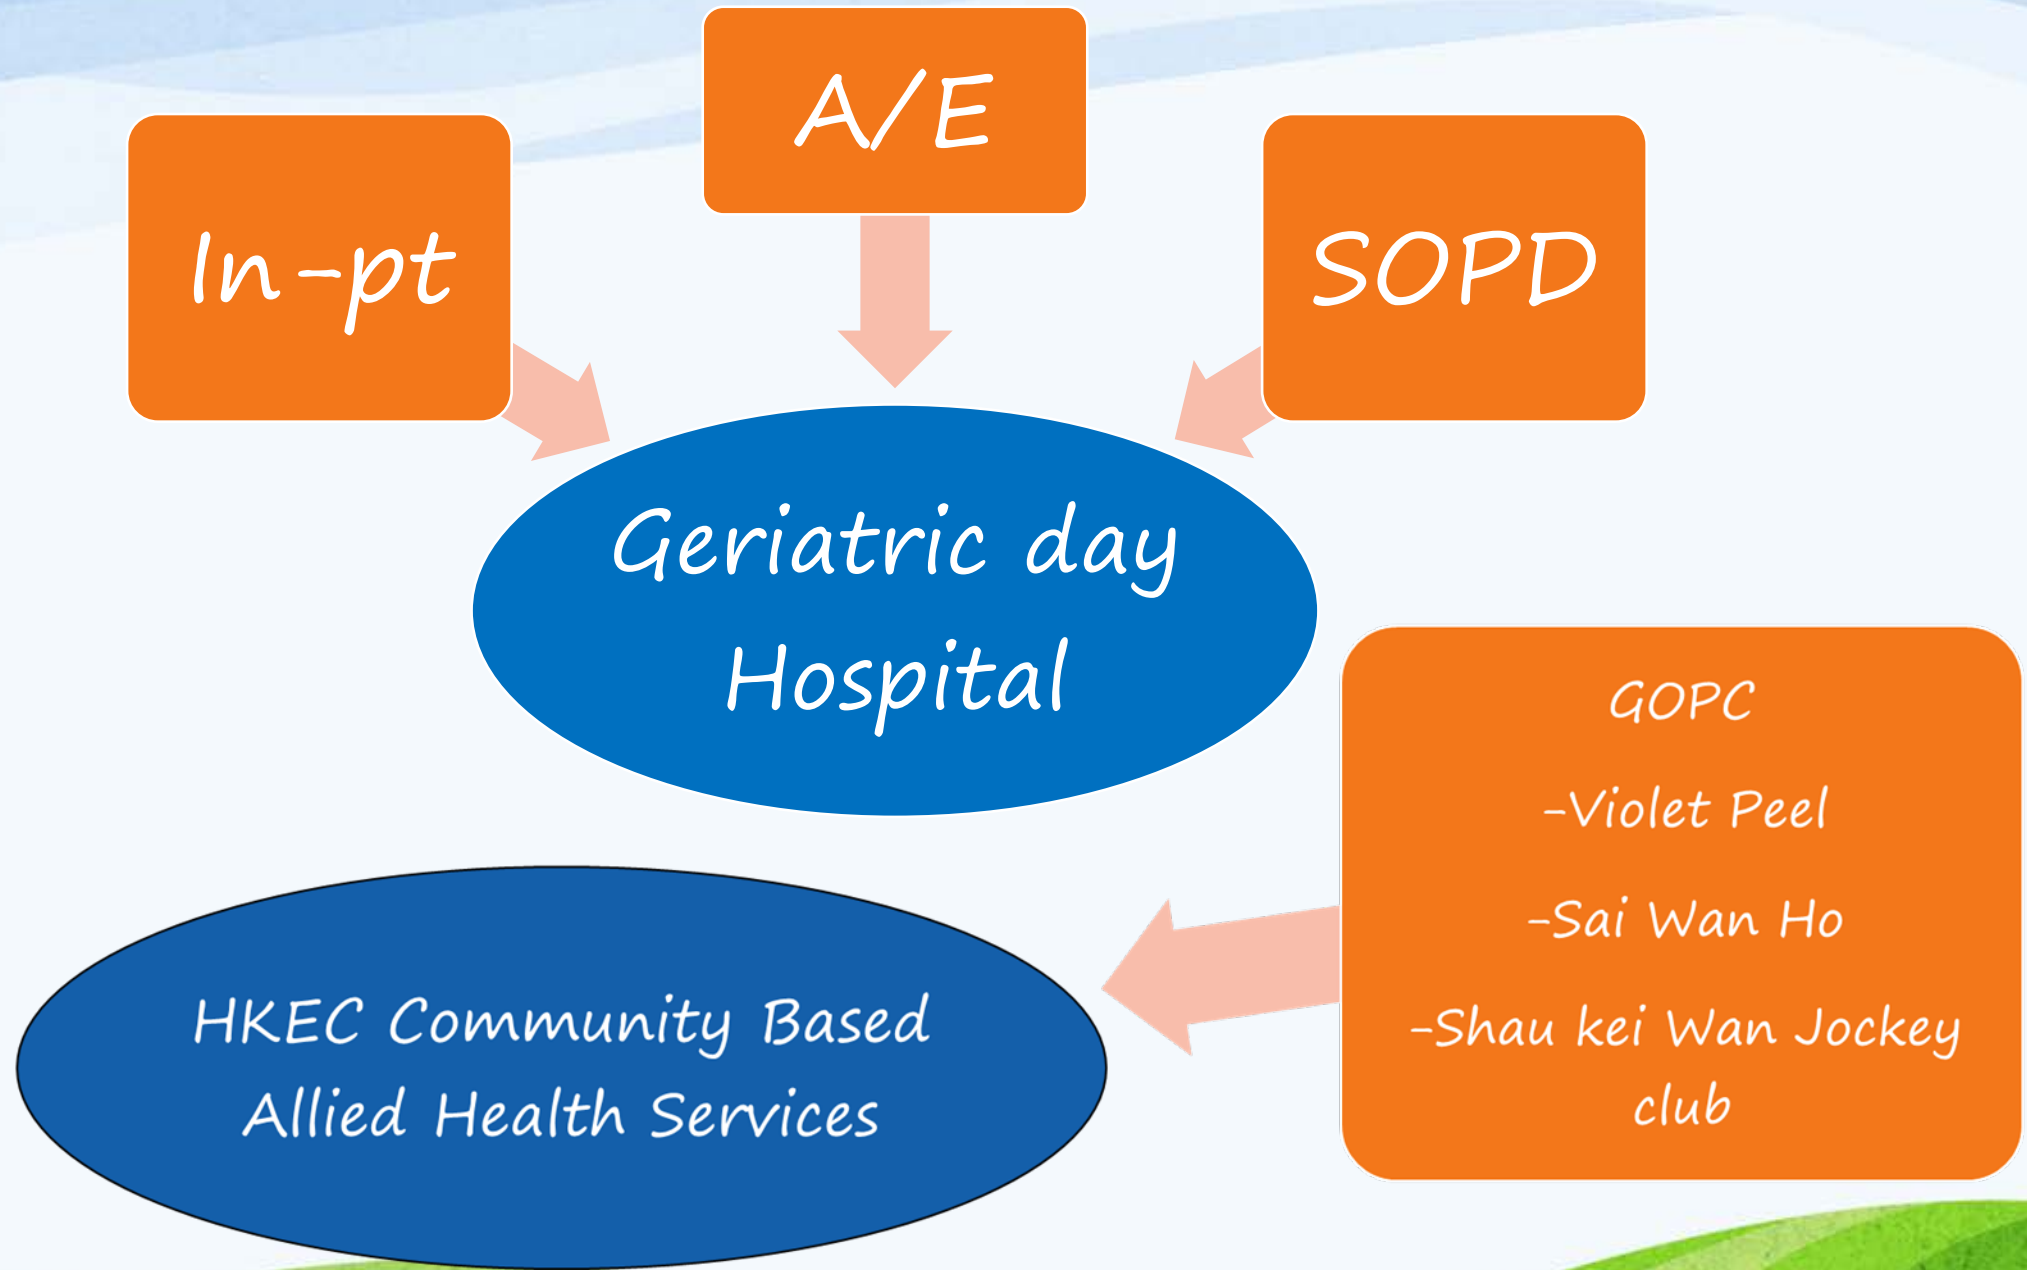 A/E
In-pt
SOPD
Geriatric day
Hospital
GOPC
-Violet Peel
-Sai Wan Ho
-Shau kei Wan Jockey
club
HKEC Community Based
Allied Health Services